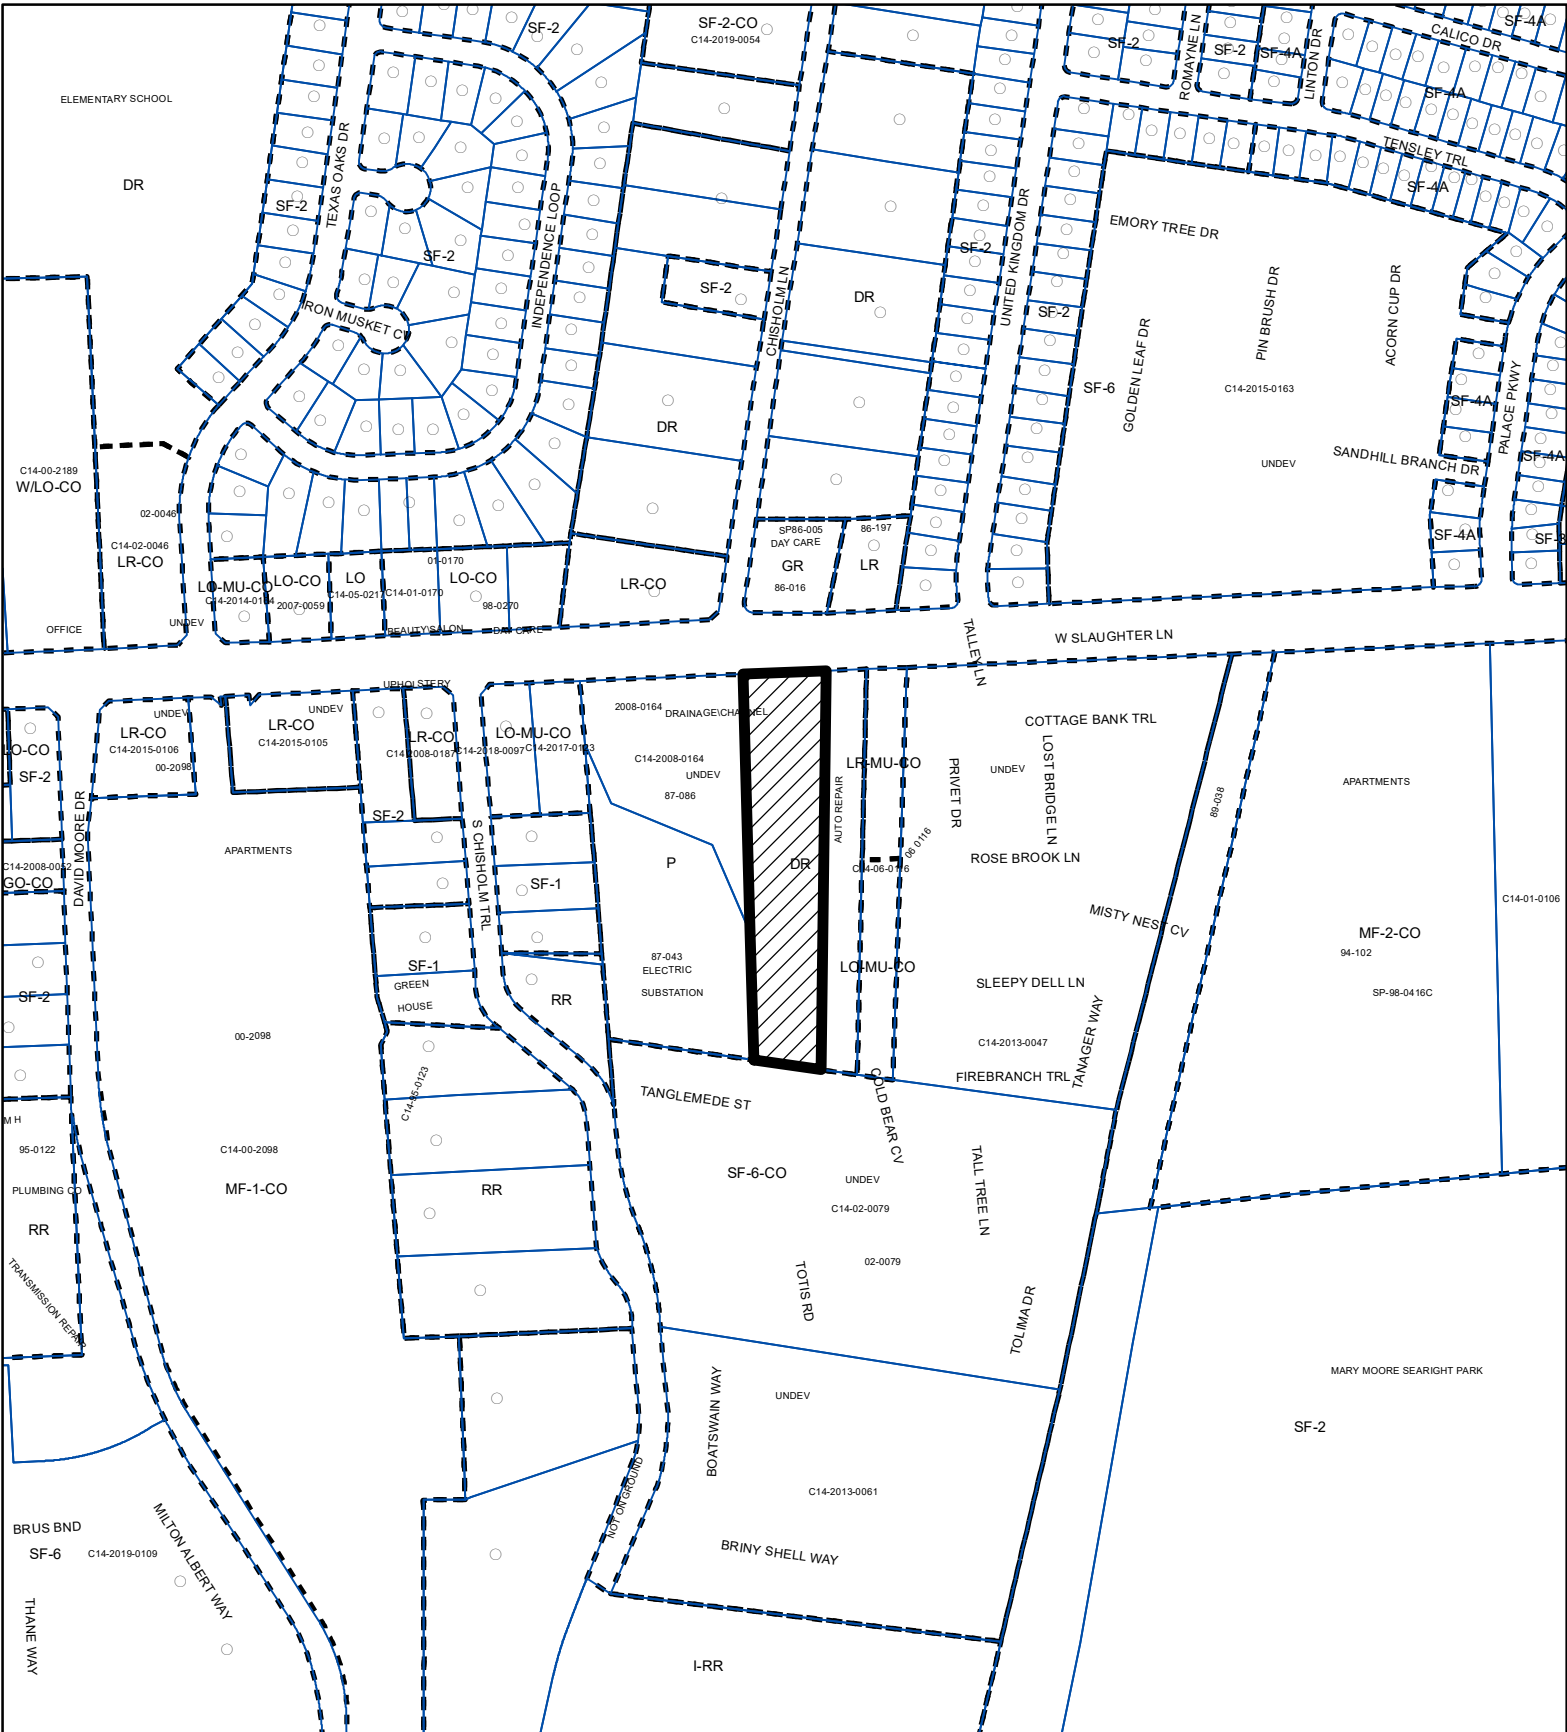 SF-2
SF-2-CO
C14-2019-0054
SF-2
ROMAYNE LN
SF-2
SF-4A
LINTON DR
SF-4A
CALICO DR
SF-4A
ELEMENTARY SCHOOL
DR
SF-2
TEXAS OAKS DR
SF-2
INDEPENDENCE LOOP
IRON MUSKET CV
SF-2
CHISHOLM LN
DR
DR
SF-2
UNITED KINGDOM DR
SF-2
TENSLEY TRL
SF-4A
EMORY TREE DR
PIN BRUSH DR
ACORN CUP DR
GOLDEN LEAF DR
SF-6
C14-2015-0163
SF-4A
PALACE PKWY
SANDHILL BRANCH DR
UNDEV
SF-4A
SF-4A
C14-00-2189
W/LO-CO
02-0046
C14-02-0046
LR-CO
OFFICE
UNDEV
LO-MU-CO
LO-CO
2007-0059
LO
C14-05-0217
C14-01-0170
01-0170
LO-CO
98-0270
BEAUTY\SALON
DAY CARE
LR-CO
SP86-005
DAY CARE
GR
86-016
86-197
LR
TALLEY LN
W SLAUGHTER LN
UPHOLSTERY
UNDEV
LR-CO
C14-2015-0106
00-2098
UNDEV
LR-CO
C14-2015-0105
LR-CO
C14-2008-0187
C14-2018-0097
LO-MU-CO
2008-0164
DRAINAGE\CHANNEL
C14-2008-0164
UNDEV
87-086
LR-MU-CO
AUTO REPAIR
DR
P
COTTAGE BANK TRL
LOST BRIDGE LN
PRIVET DR
UNDEV
06 0116
C14-06-0116
ROSE BROOK LN
89-038
APARTMENTS
LO-CO
SF-2
DAVID MOORE DR
GO-CO
APARTMENTS
SF-2
S CHISHOLM TRL
SF-1
MISTY NEST CV
C14-01-0106
MF-2-CO
94-102
SP-98-0416C
SF-1
GREEN
HOUSE
87-043
ELECTRIC
SUBSTATION
LO-MU-CO
SLEEPY DELL LN
RR
SF-2
00-2098
C14-2013-0047
TANAGER WAY
FIREBRANCH TRL
COLD BEAR CV
TANGLEMEDE ST
C14-95-0123
M H
95-0122
PLUMBING CO
RR
TRANSMISSION REPAIR
C14-00-2098
MF-1-CO
RR
SF-6-CO
UNDEV
C14-02-0079
TALL TREE LN
02-0079
TOTIS RD
TOLIMA DR
MARY MOORE SEARIGHT PARK
SF-2
BOATSWAIN WAY
UNDEV
NOT ON GROUND
C14-2013-0061
BRINY SHELL WAY
BRUS BND
SF-6
C14-2019-0109
MILTON ALBERT WAY
THANE WAY
I-RR